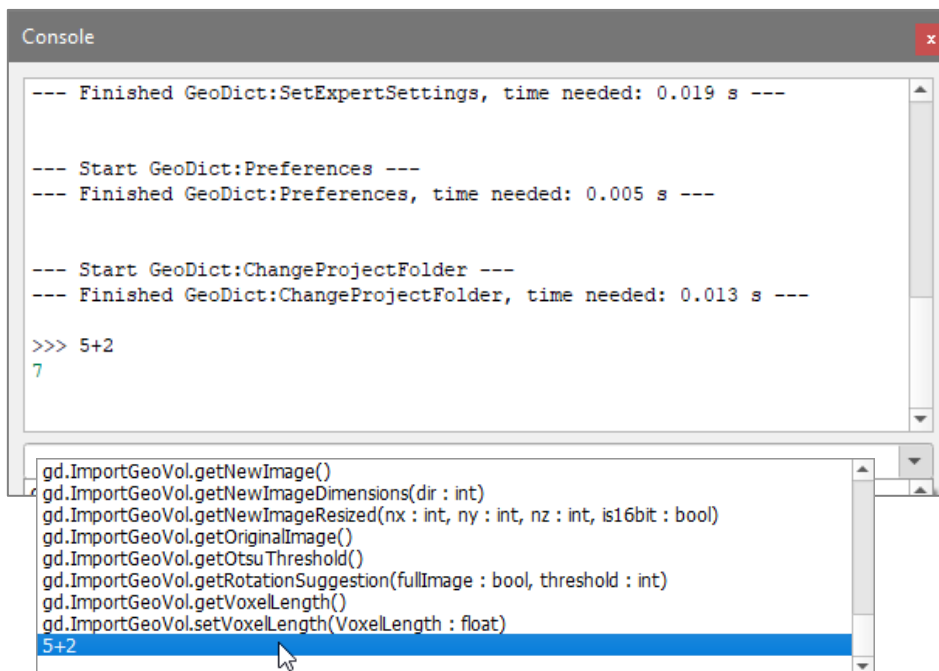 Console
x
--- Finished GeoDict:SetExpertSettings, time needed: 0.019 s ---
--- Start GeoDict:Preferences ---
--- Finished GeoDict:Preferences, time needed: 0.005 s ---
--- Start GeoDict:ChangeProjectFolder ---
--- Finished GeoDict:ChangeProjectFolder, time needed: 0.013 s ---
>>> 5+2
7
gd.ImportGeoVol.getNewImage()
gd.ImportGeoVol.getNewImageDimensions(dir : int)
gd.ImportGeoVol.getNewImageResized(nx : int, ny : int, nz : int, is16bit : bool)
gd.ImportGeoVol.getOriginalImage()
gd.ImportGeoVol.getOtsuThreshold()
gd.ImportGeoVol.getRotationSuggestion(fullImage : bool, threshold : int)
gd.ImportGeoVol.getVoxelLength()
gd.ImportGeoVol.setVoxelLength(VoxelLength : float)
5+2